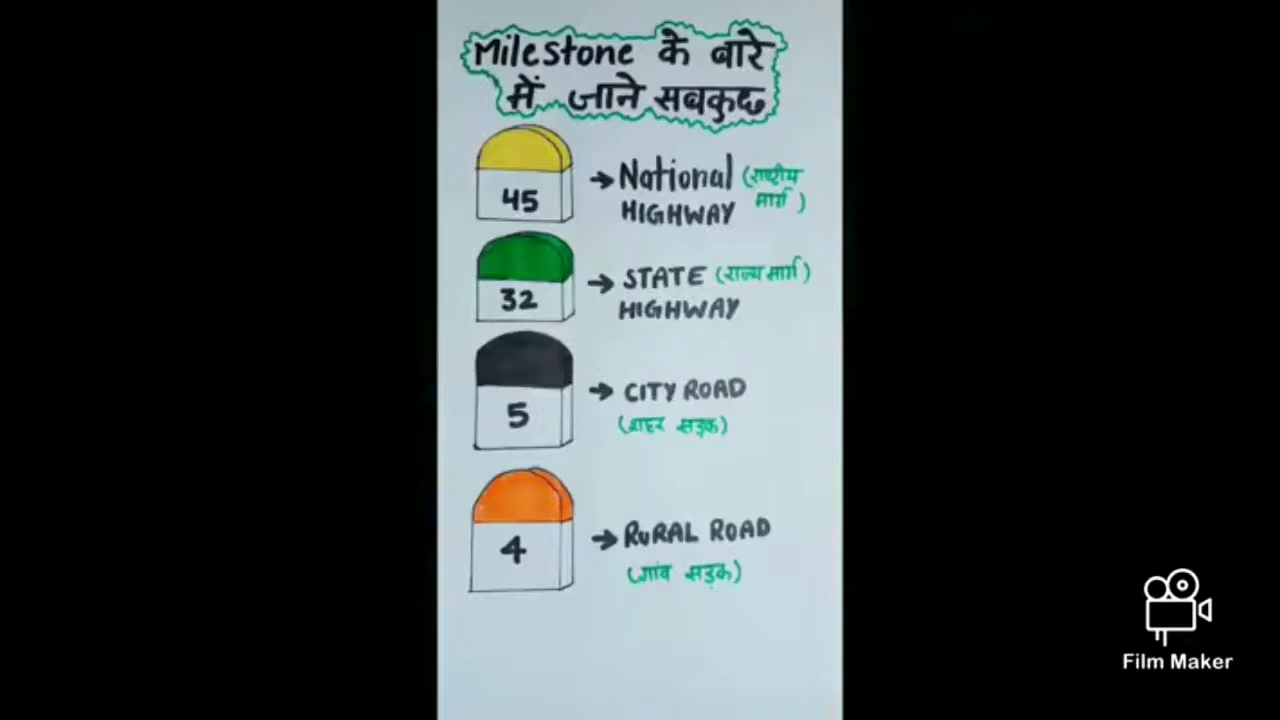 Milestone के बारे
में जाने सबकुछ
45
National (राष्ट्रीय
HIGHWAY मार्ग)
32
STATE (राज्य मार्ग)
HIGHWAY
5
CITY ROAD
(शहर सड़क)
4
RURAL ROAD
(गांव सड़क)
Film Maker